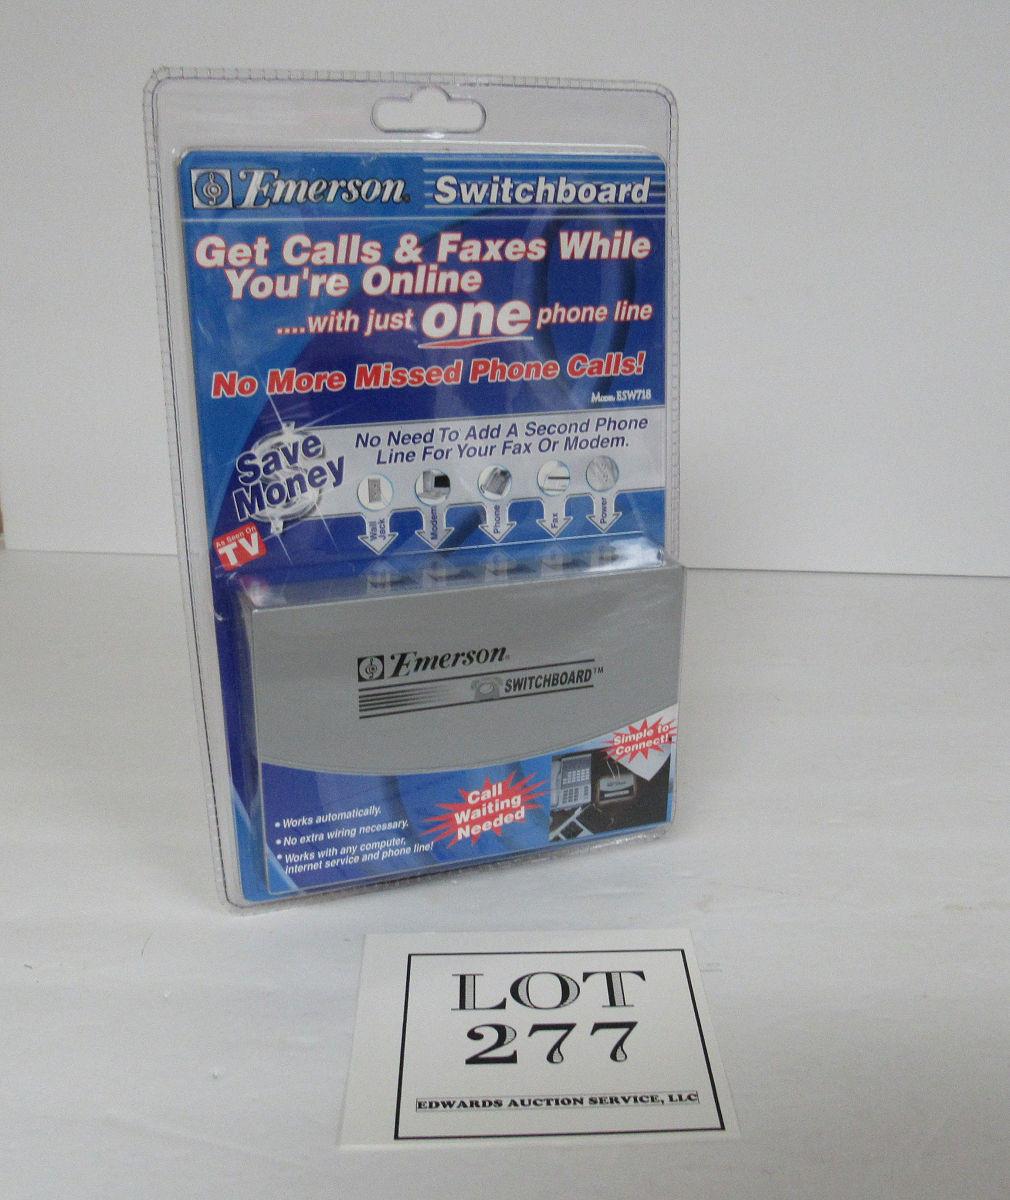 Emerson® Switchboard
Get Calls & Faxes While
You're Online
....with just one phone line
No More Missed Phone Calls!
Model ESW718
Save
Money
No Need To Add A Second Phone
Line For Your Fax Or Modem.
Wall
Jack
Modem
Phone
Fax
Power
As Seen On
TV
Emerson®
SWITCHBOARD™
Simple to
Connect!
Call
Waiting
Needed
• Works automatically.
• No extra wiring necessary.
• Works with any computer,
internet service and phone line!
LOT
277
EDWARDS AUCTION SERVICE, LLC